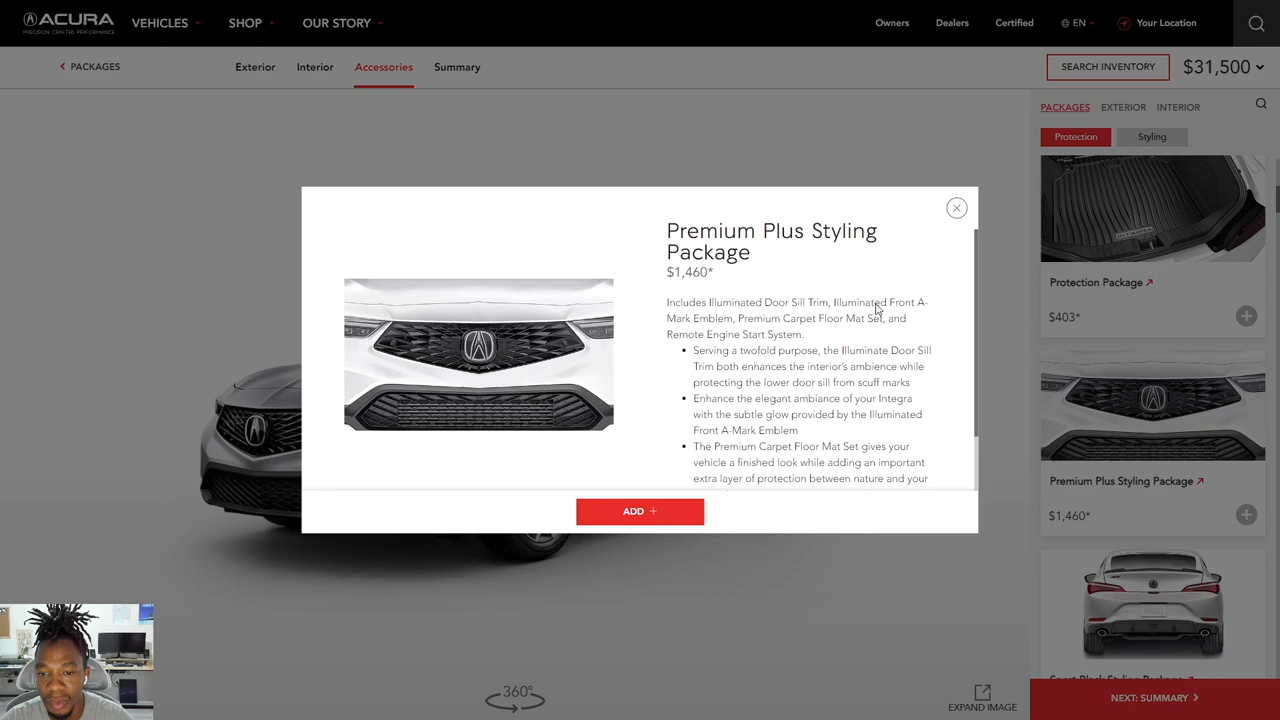 ACURA
PRECISION CRAFTED PERFORMANCE
VEHICLES
SHOP
OUR STORY
Owners
Dealers
Certified
EN
Your Location
PACKAGES
Exterior
Interior
Accessories
Summary
SEARCH INVENTORY
$31,500
PACKAGES
EXTERIOR
INTERIOR
Protection
Styling
Protection Package
$403*
Premium Plus Styling Package
$1,460*
Sport Black Styling Package
NEXT: SUMMARY
Premium Plus Styling
Package
$1,460*
Includes Illuminated Door Sill Trim, Illuminated Front A-
Mark Emblem, Premium Carpet Floor Mat Set, and
Remote Engine Start System.
• Serving a twofold purpose, the Illuminate Door Sill
Trim both enhances the interior's ambience while
protecting the lower door sill from scuff marks
• Enhance the elegant ambiance of your Integra
with the subtle glow provided by the Illuminated
Front A-Mark Emblem
• The Premium Carpet Floor Mat Set gives your
vehicle a finished look while adding an important
extra layer of protection between nature and your
ADD +
360°
EXPAND IMAGE